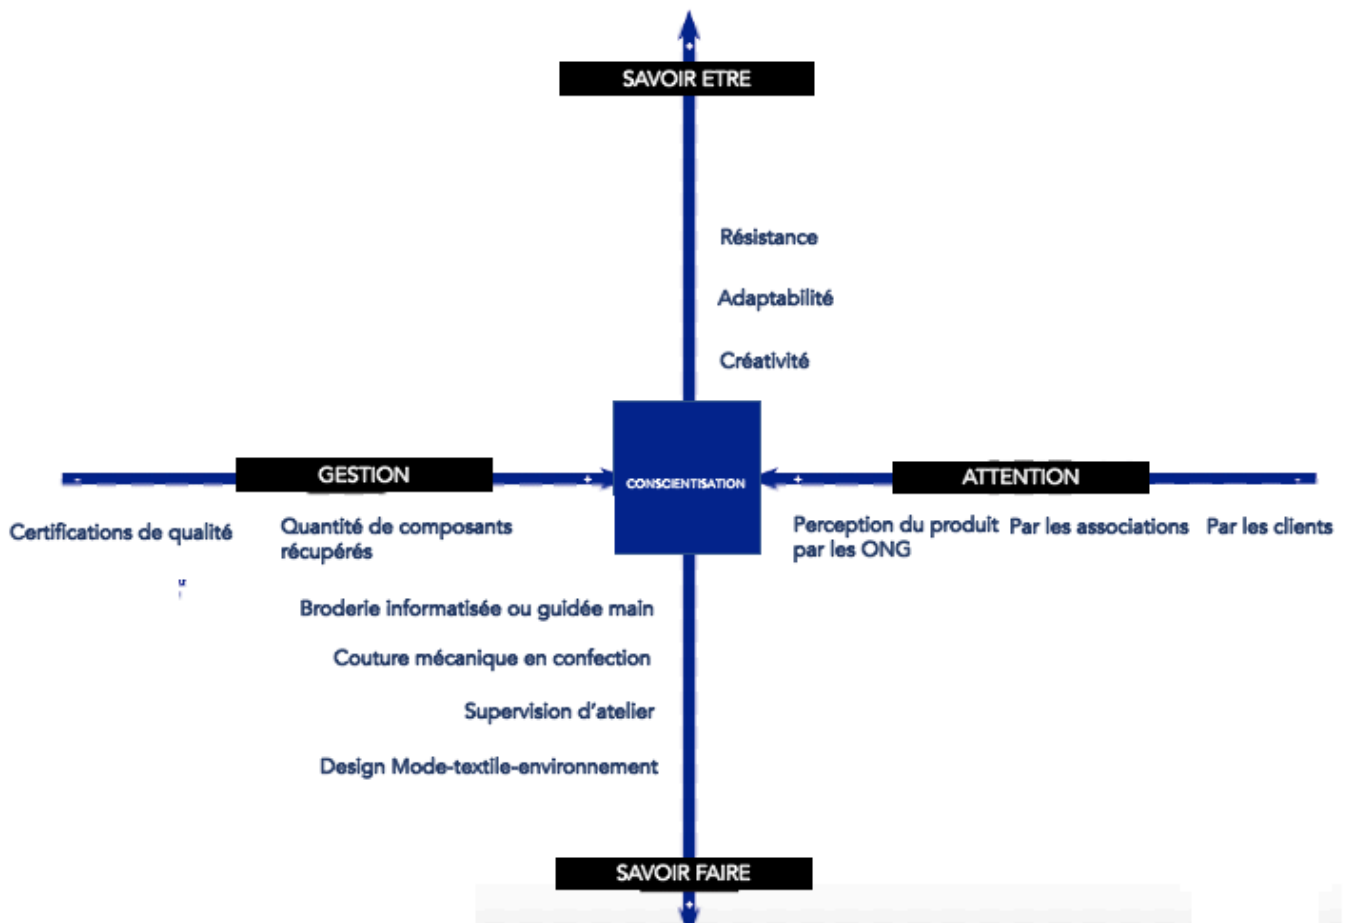 +
SAVOIR ETRE
Résistance
Adaptabilité
Créativité
- GESTION + CONSCIENTISATION + ATTENTION -
Certifications de qualité
Quantité de composants
récupérés
Perception du produit
par les ONG
Par les associations
Par les clients
Broderie informatisée ou guidée main
Couture mécanique en confection
Supervision d'atelier
Design Mode-textile-environnement
SAVOIR FAIRE
+